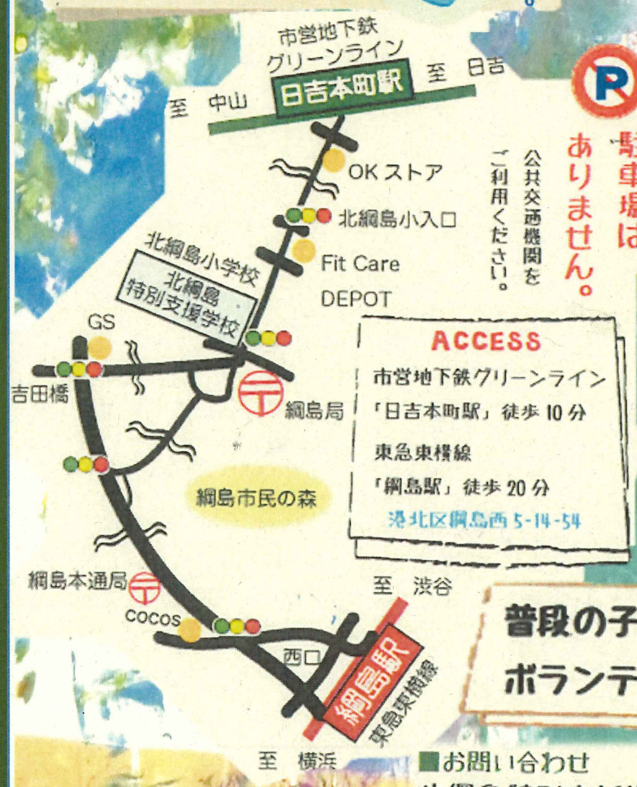 市営地下鉄
グリーンライン
日吉本町駅
至 日吉
至 中山
P
駐車場は
ありません。
公共交通機関を
ご利用ください。
OKストア
北綱島小入口
Fit Care
DEPOT
北綱島小学校
北綱島
特別支援学校
GS
吉田橋
〒
綱島局
ACCESS
市営地下鉄グリーンライン
「日吉本町駅」徒歩10分
東急東横線
「綱島駅」徒歩20分
港北区綱島西5-14-54
綱島市民の森
綱島本通局
〒
COCOS
西口
至 渋谷
綱島駅
東急東横線
至 横浜
普段の子
ボランテ
■お問い合わせ